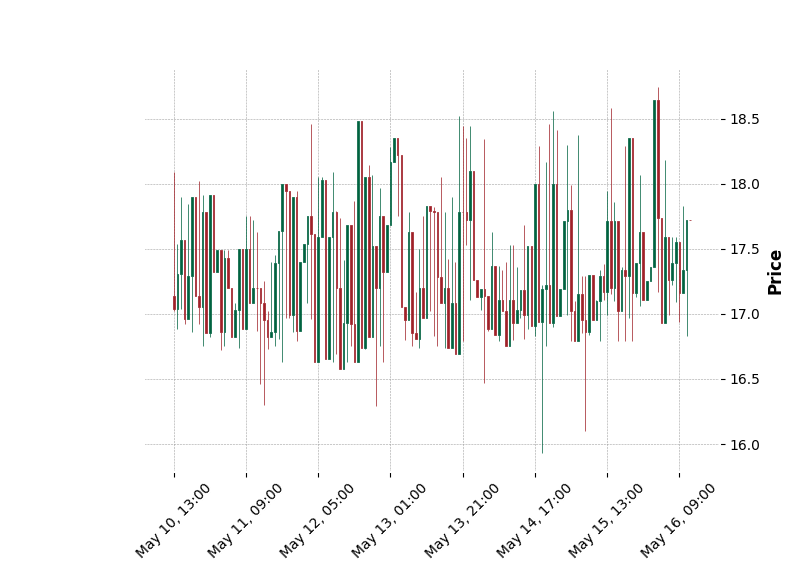 18.5
18.0
17.5
17.0
16.5
16.0
Price
May 10, 13:00
May 11, 09:00
May 12, 05:00
May 13, 01:00
May 13, 21:00
May 14, 17:00
May 15, 13:00
May 16, 09:00